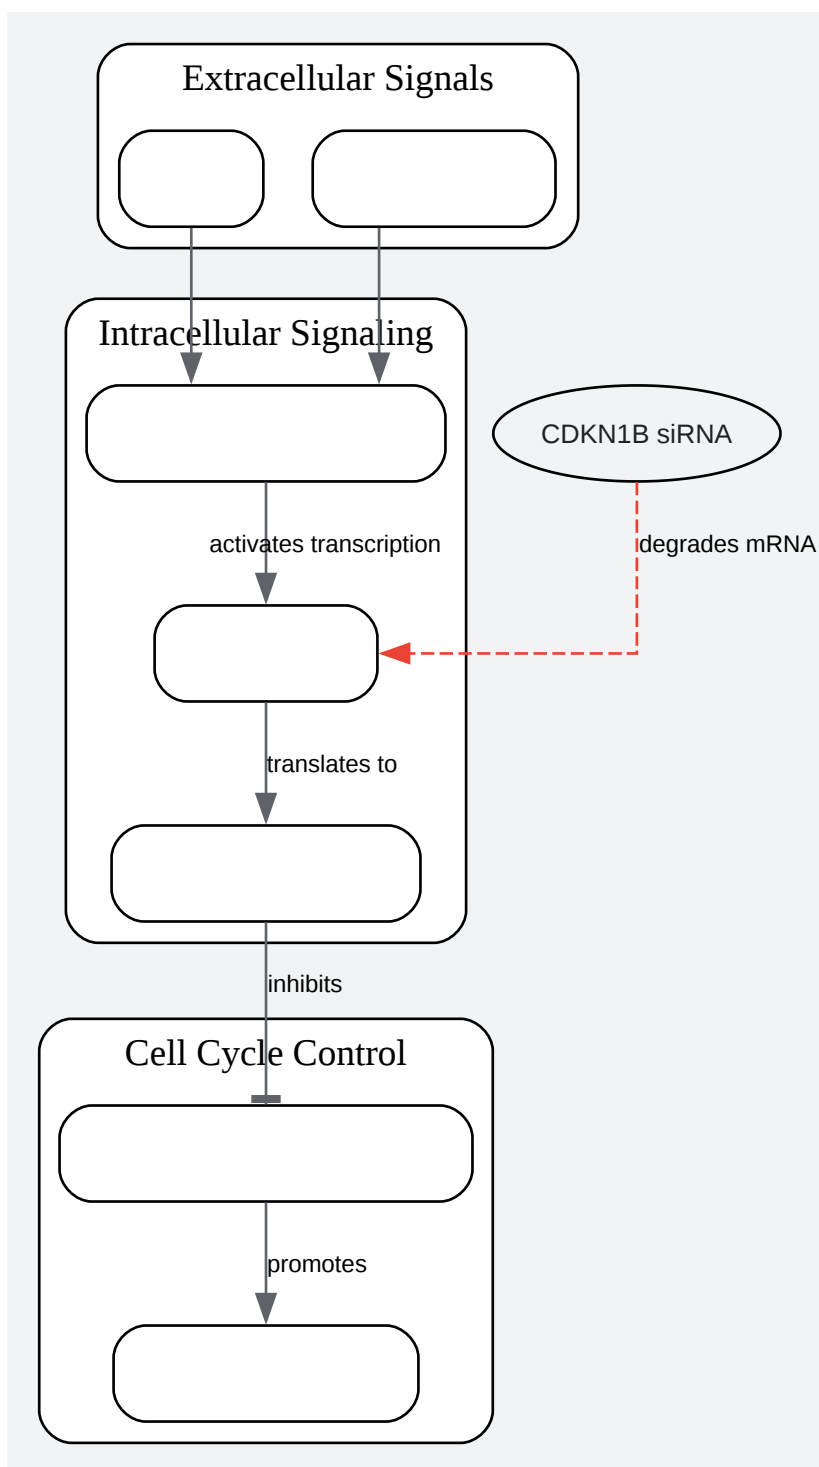 Extracellular Signals
Intracellular Signaling
CDKN1B siRNA
activates transcription
degrades mRNA
translates to
inhibits
Cell Cycle Control
promotes